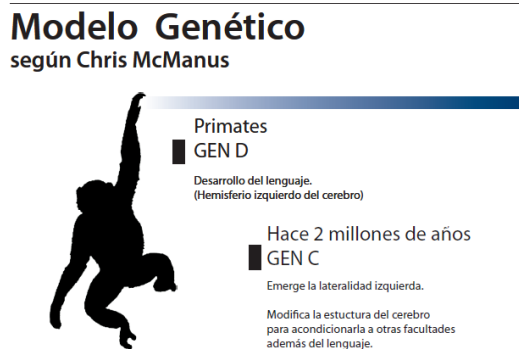 Modelo Genético
según Chris McManus
Primates
GEN D
Desarrollo del lenguaje.
(Hemisferio izquierdo del cerebro)
Hace 2 millones de años
GEN C
Emerge la lateralidad izquierda.
Modifica la estuctura del cerebro
para acondicionarla a otras facultades
además del lenguaje.